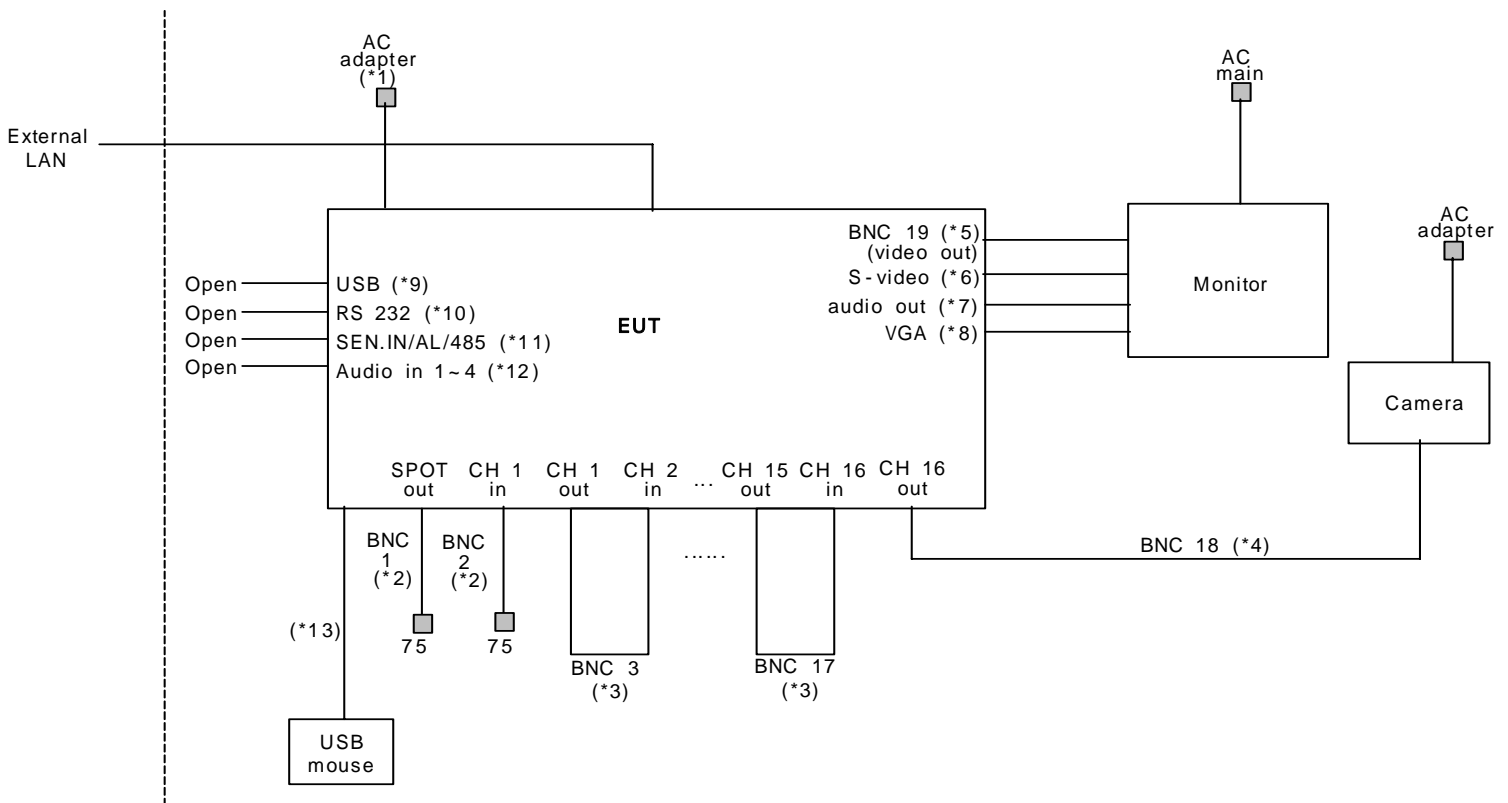 AC
adapter
(*1)
AC
main
External
LAN
AC
adapter
BNC 19 (*5)
(video out)
S-video (*6)
audio out (*7)
VGA (*8)
Monitor
Open
USB (*9)
Open
RS 232 (*10)
Open
SEN.IN/AL/485 (*11)
Open
Audio in 1~4 (*12)
EUT
Camera
SPOT
out
CH 1
in
CH 1
out
CH 2
in
...
CH 15
out
CH 16
in
CH 16
out
BNC
1
(*2)
BNC
2
(*2)
......
BNC 18 (*4)
(*13)
75
75
BNC 3
(*3)
BNC 17
(*3)
USB
mouse